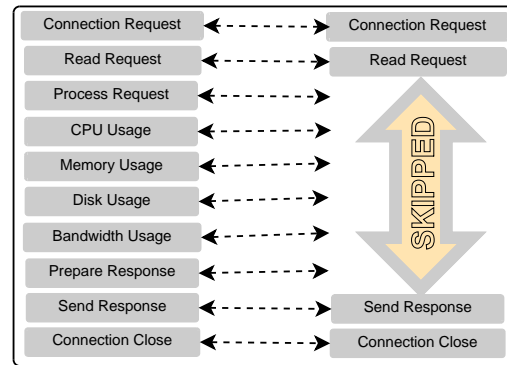 Connection Request
Connection Request
Read Request
Read Request
Process Request
CPU Usage
Memory Usage
Disk Usage
Bandwidth Usage
Prepare Response
SKIPPED
Send Response
Send Response
Connection Close
Connection Close